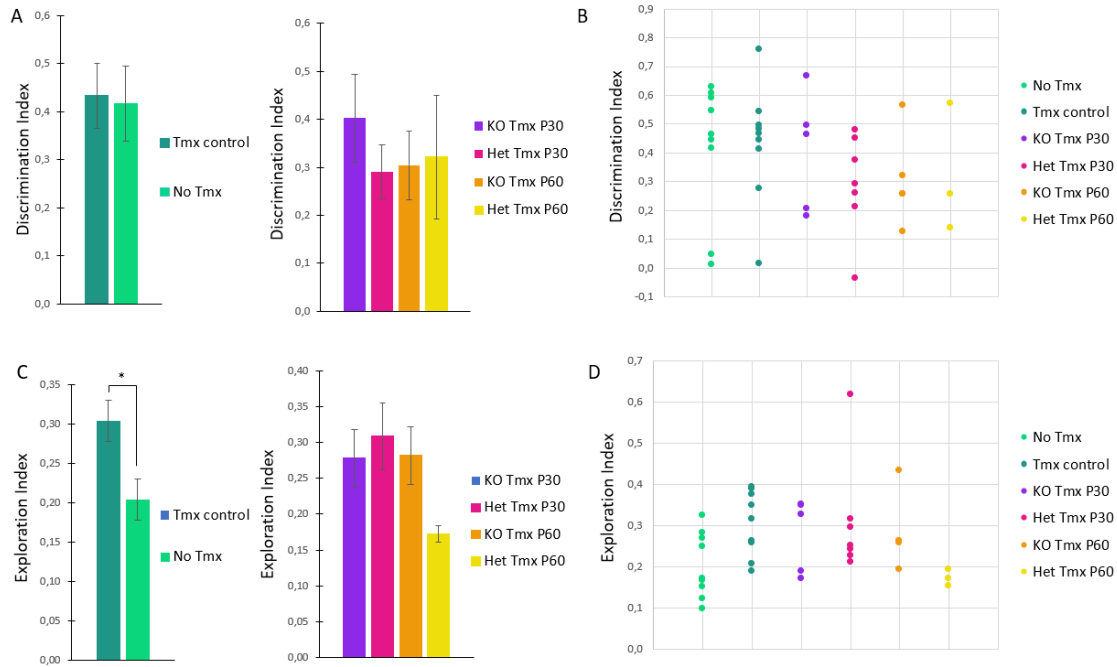 A
Discrimination Index
0,6
0,5
0,4
0,3
0,2
0,1
0,0
Tmx control
No Tmx
Discrimination Index
0,6
0,5
0,4
0,3
0,2
0,1
0,0
KO Tmx P30
Het Tmx P30
KO Tmx P60
Het Tmx P60
B
Discrimination Index
0,9
0,8
0,7
0,6
0,5
0,4
0,3
0,2
0,1
0,0
-0,1
No Tmx
Tmx control
KO Tmx P30
Het Tmx P30
KO Tmx P60
Het Tmx P60
C
Exploration Index
0,35
0,30
0,25
0,20
0,15
0,10
0,05
0,00
*
Tmx control
No Tmx
Exploration Index
0,40
0,35
0,30
0,25
0,20
0,15
0,10
0,05
0,00
KO Tmx P30
Het Tmx P30
KO Tmx P60
Het Tmx P60
D
Exploration Index
0,7
0,6
0,5
0,4
0,3
0,2
0,1
0,0
No Tmx
Tmx control
KO Tmx P30
Het Tmx P30
KO Tmx P60
Het Tmx P60